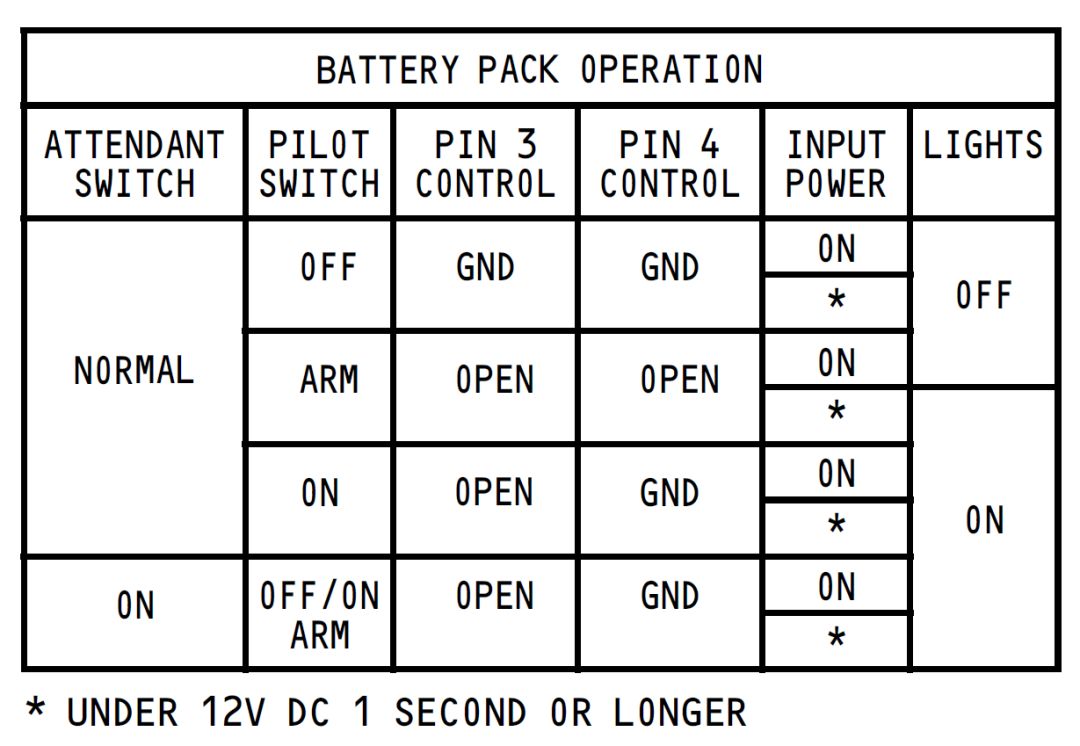 BATTERY PACK OPERATION
ATTENDANT SWITCH PILOT SWITCH PIN 3 CONTROL PIN 4 CONTROL INPUT POWER LIGHTS
NORMAL OFF GND GND ON OFF
*
ARM OPEN OPEN ON
* ON
ON OPEN GND ON
*
ON OFF/ON ARM OPEN GND ON
*
* UNDER 12V DC 1 SECOND OR LONGER